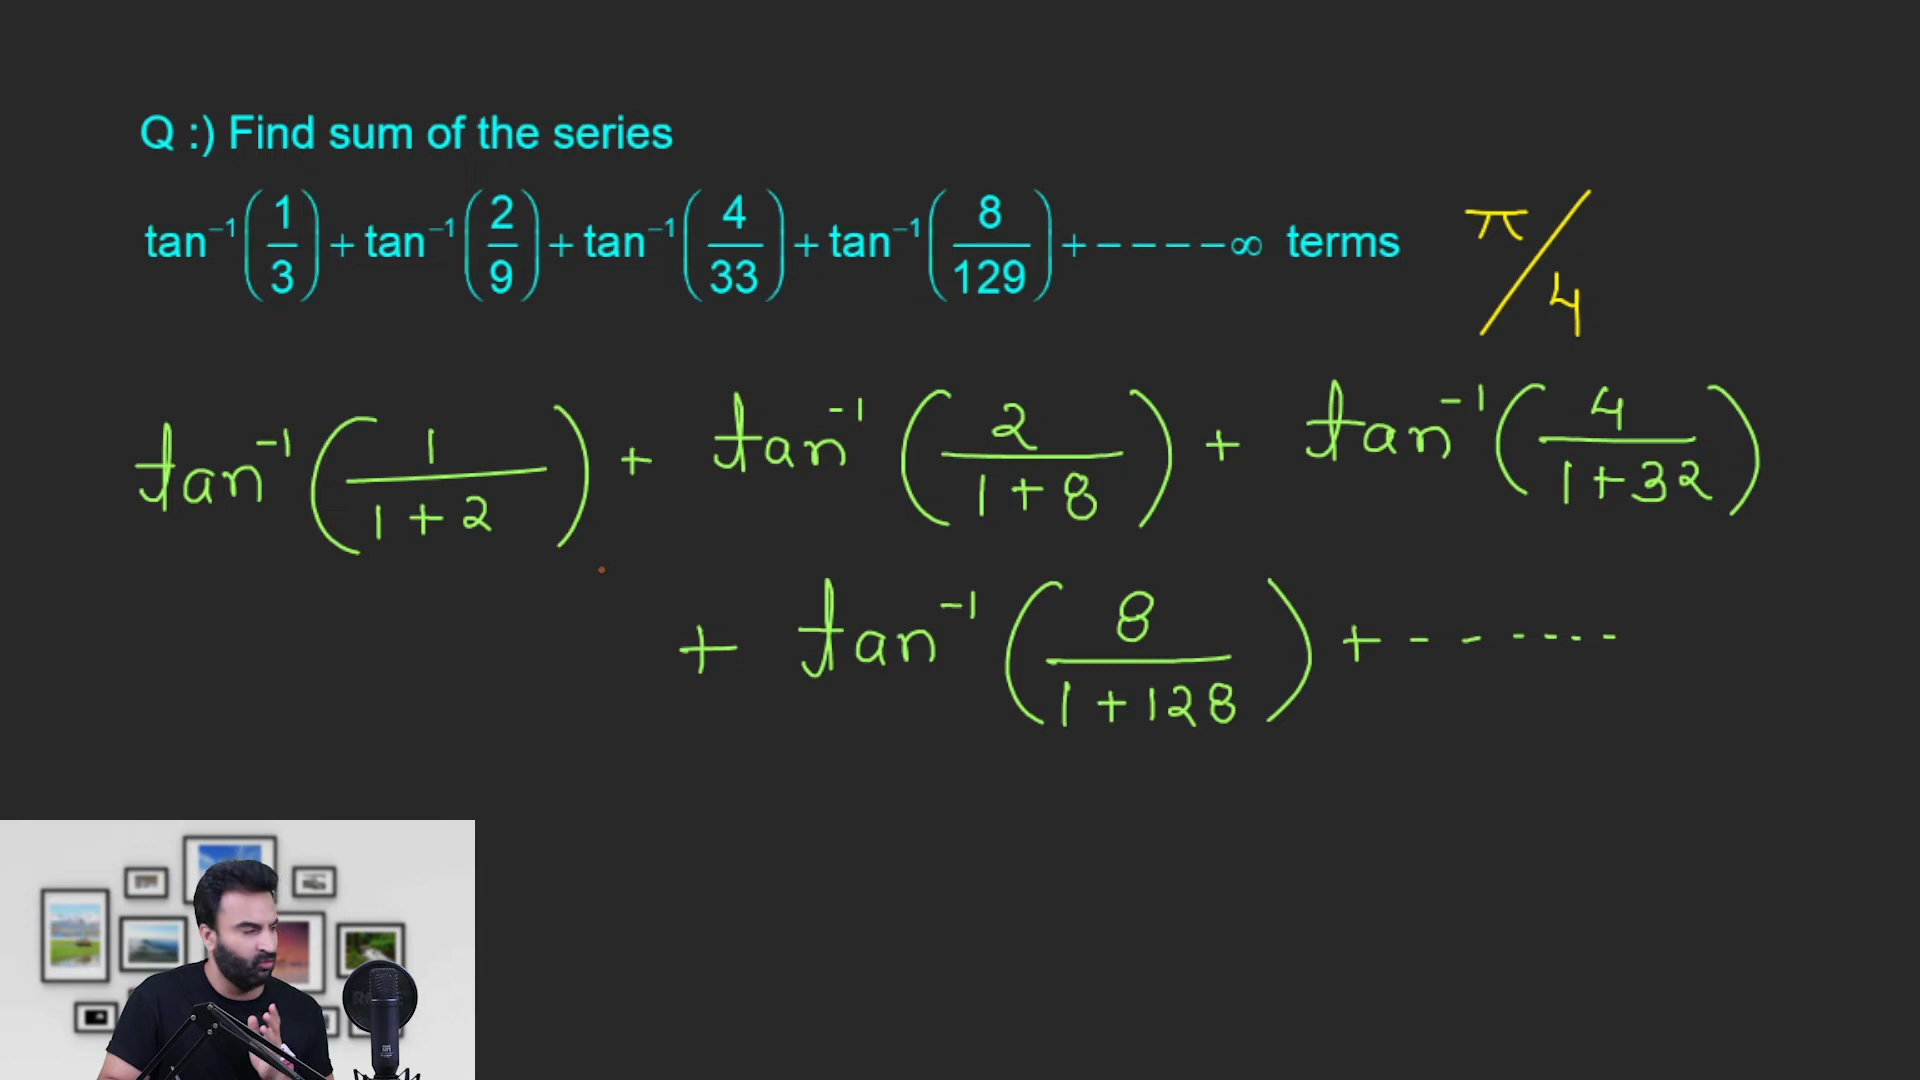 Q :) Find sum of the series
tan⁻¹(1/3) + tan⁻¹(2/9) + tan⁻¹(4/33) + tan⁻¹(8/129) + − − − − ∞ terms
π/4
tan⁻¹(1/(1+2)) + tan⁻¹(2/(1+8)) + tan⁻¹(4/(1+32))
+ tan⁻¹(8/(1+128)) + - - - - - -